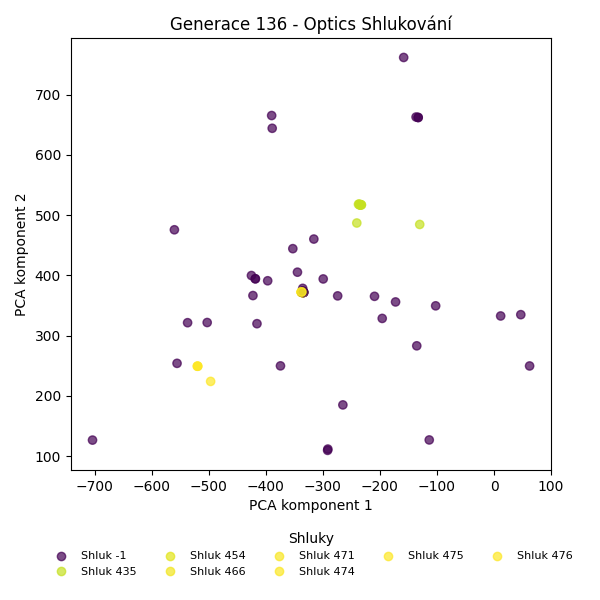 Generace 136 - Optics Shlukování
PCA komponent 2
700
600
500
400
300
200
100
−700 −600 −500 −400 −300 −200 −100 0 100
PCA komponent 1
Shluky
Shluk -1 Shluk 454 Shluk 471 Shluk 475 Shluk 476
Shluk 435 Shluk 466 Shluk 474